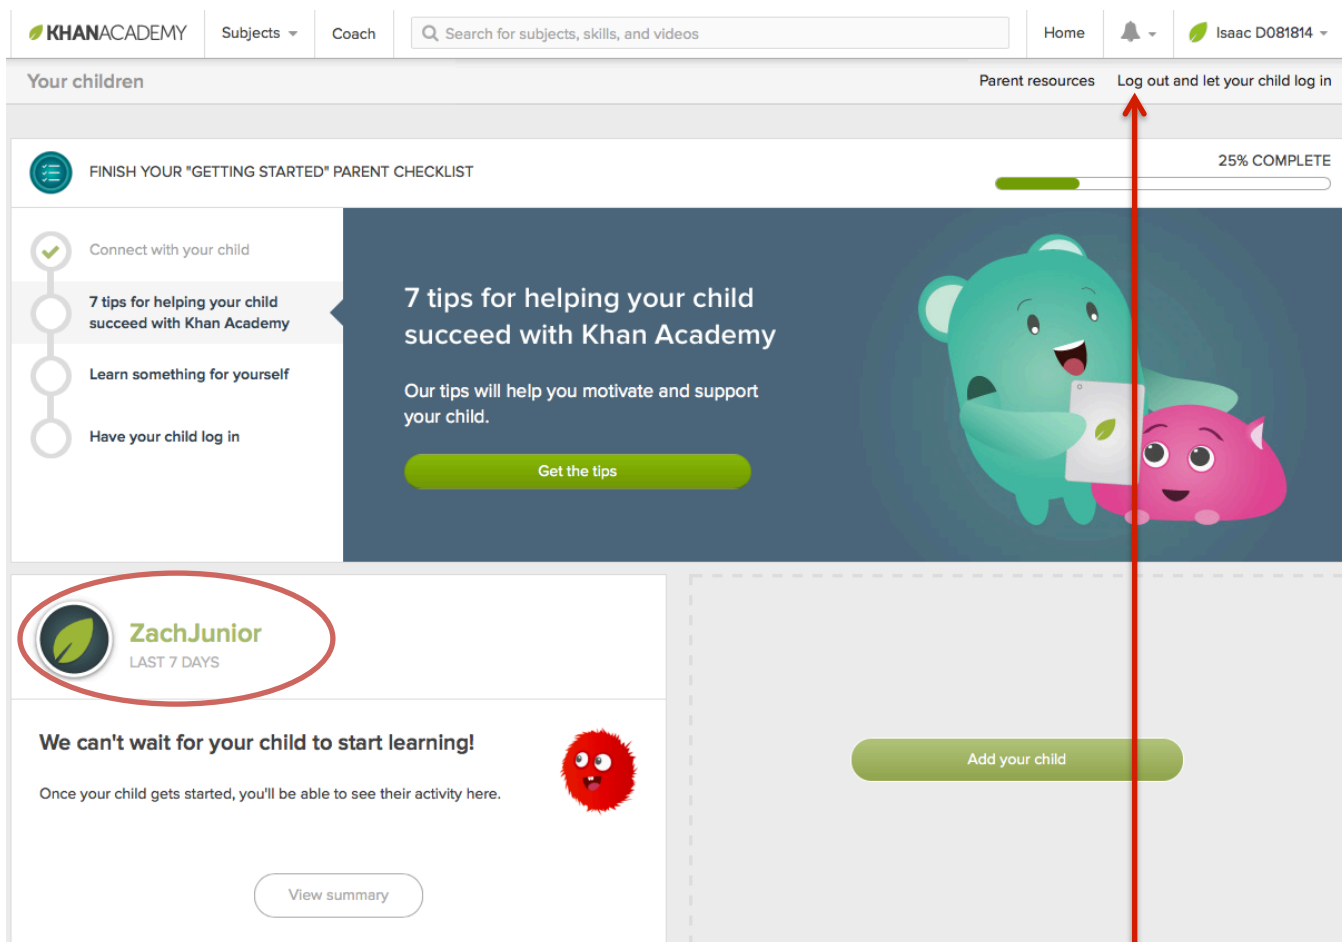 KHANACADEMY
Subjects
Coach
Search for subjects, skills, and videos
Home
Isaac D081814
Your children
Parent resources
Log out and let your child log in
FINISH YOUR "GETTING STARTED" PARENT CHECKLIST
25% COMPLETE
Connect with your child
7 tips for helping your child
succeed with Khan Academy
Learn something for yourself
Have your child log in
7 tips for helping your child
succeed with Khan Academy
Our tips will help you motivate and support
your child.
Get the tips
ZachJunior
LAST 7 DAYS
We can't wait for your child to start learning!
Once your child gets started, you'll be able to see their activity here.
View summary
Add your child